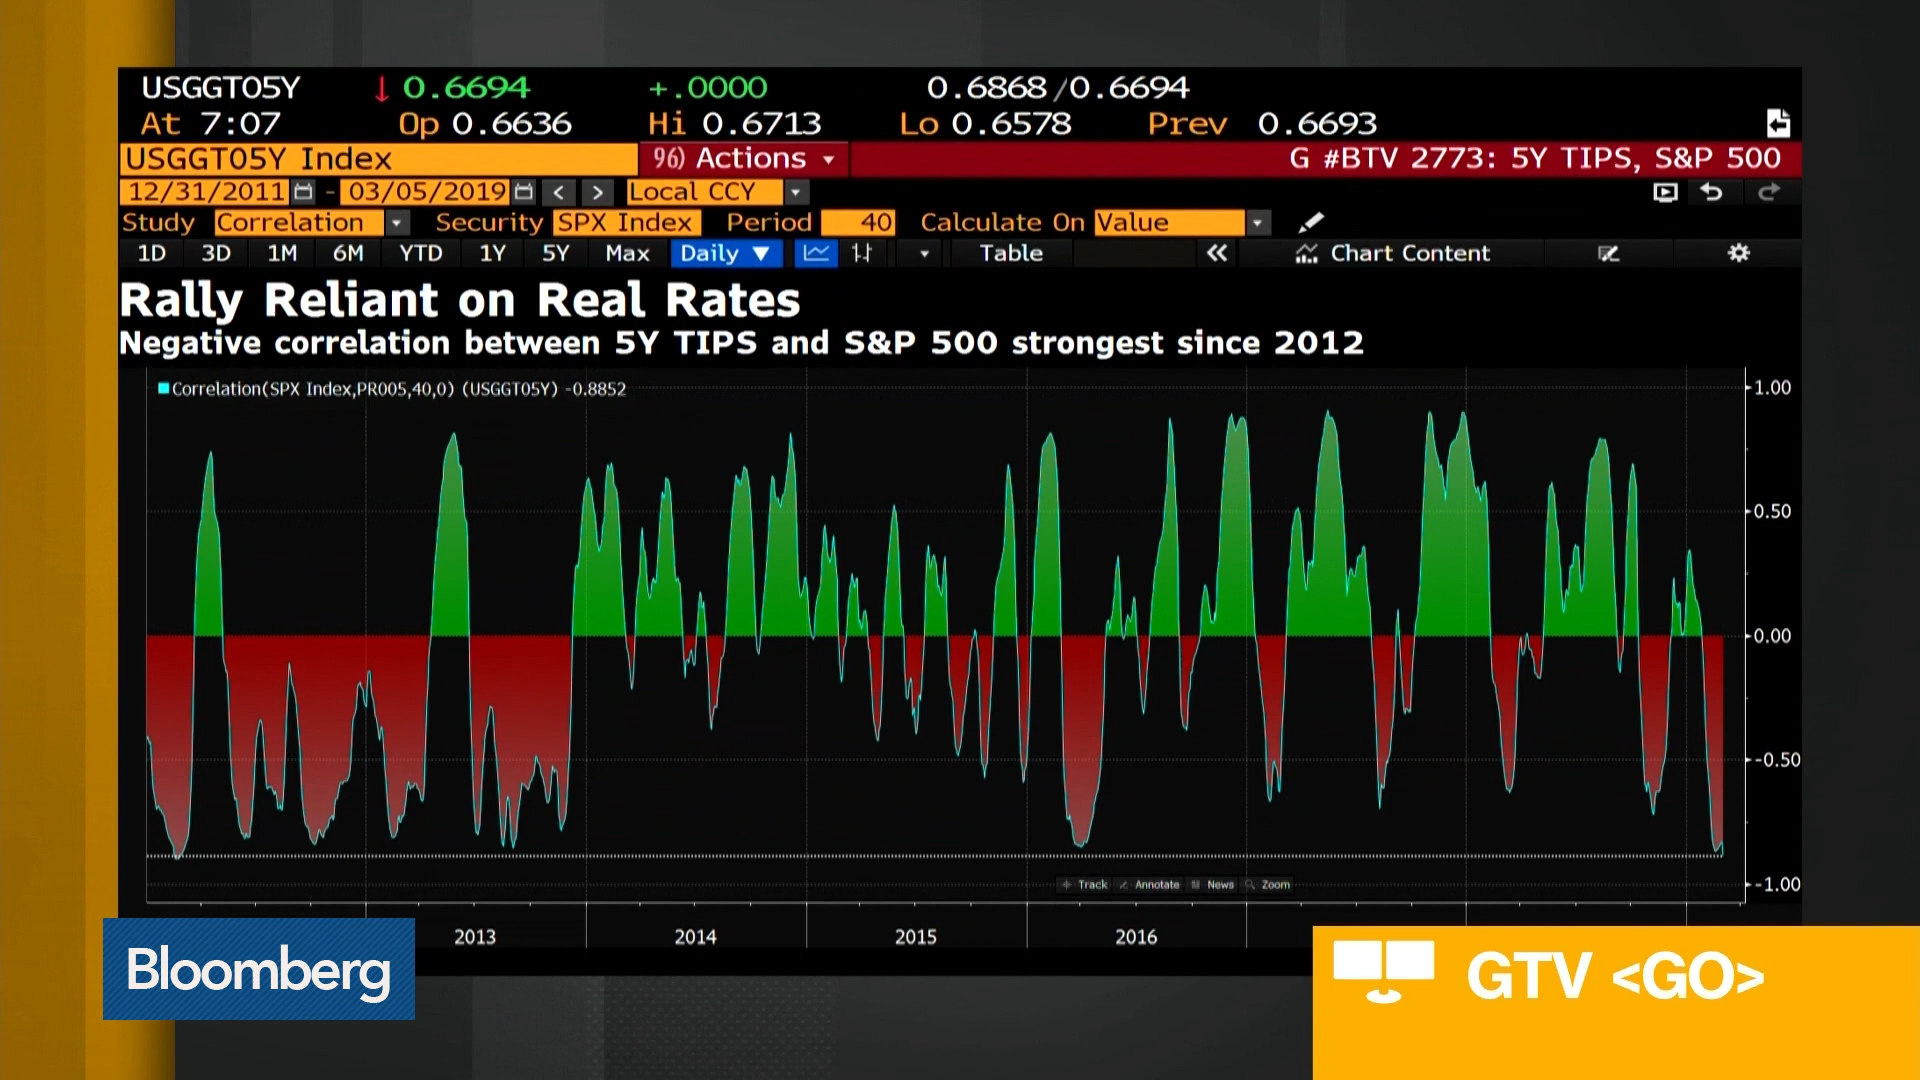 USGGT05Y ↓ 0.6694 +.0000 0.6868/0.6694
At 7:07 Op 0.6636 Hi 0.6713 Lo 0.6578 Prev 0.6693
USGGT05Y Index 96) Actions G #BTV 2773: 5Y TIPS, S&P 500
12/31/2011 - 03/05/2019 < > Local CCY
Study Correlation Security SPX Index Period 40 Calculate On Value
1D 3D 1M 6M YTD 1Y 5Y Max Daily ▼ Table « Chart Content
Rally Reliant on Real Rates
Negative correlation between 5Y TIPS and S&P 500 strongest since 2012
Correlation(SPX Index,PR005,40,0) (USGGT05Y) -0.8852
1.00
0.50
0.00
-0.50
-1.00
Track Annotate News Zoom
2013 2014 2015 2016
Bloomberg
GTV <GO>